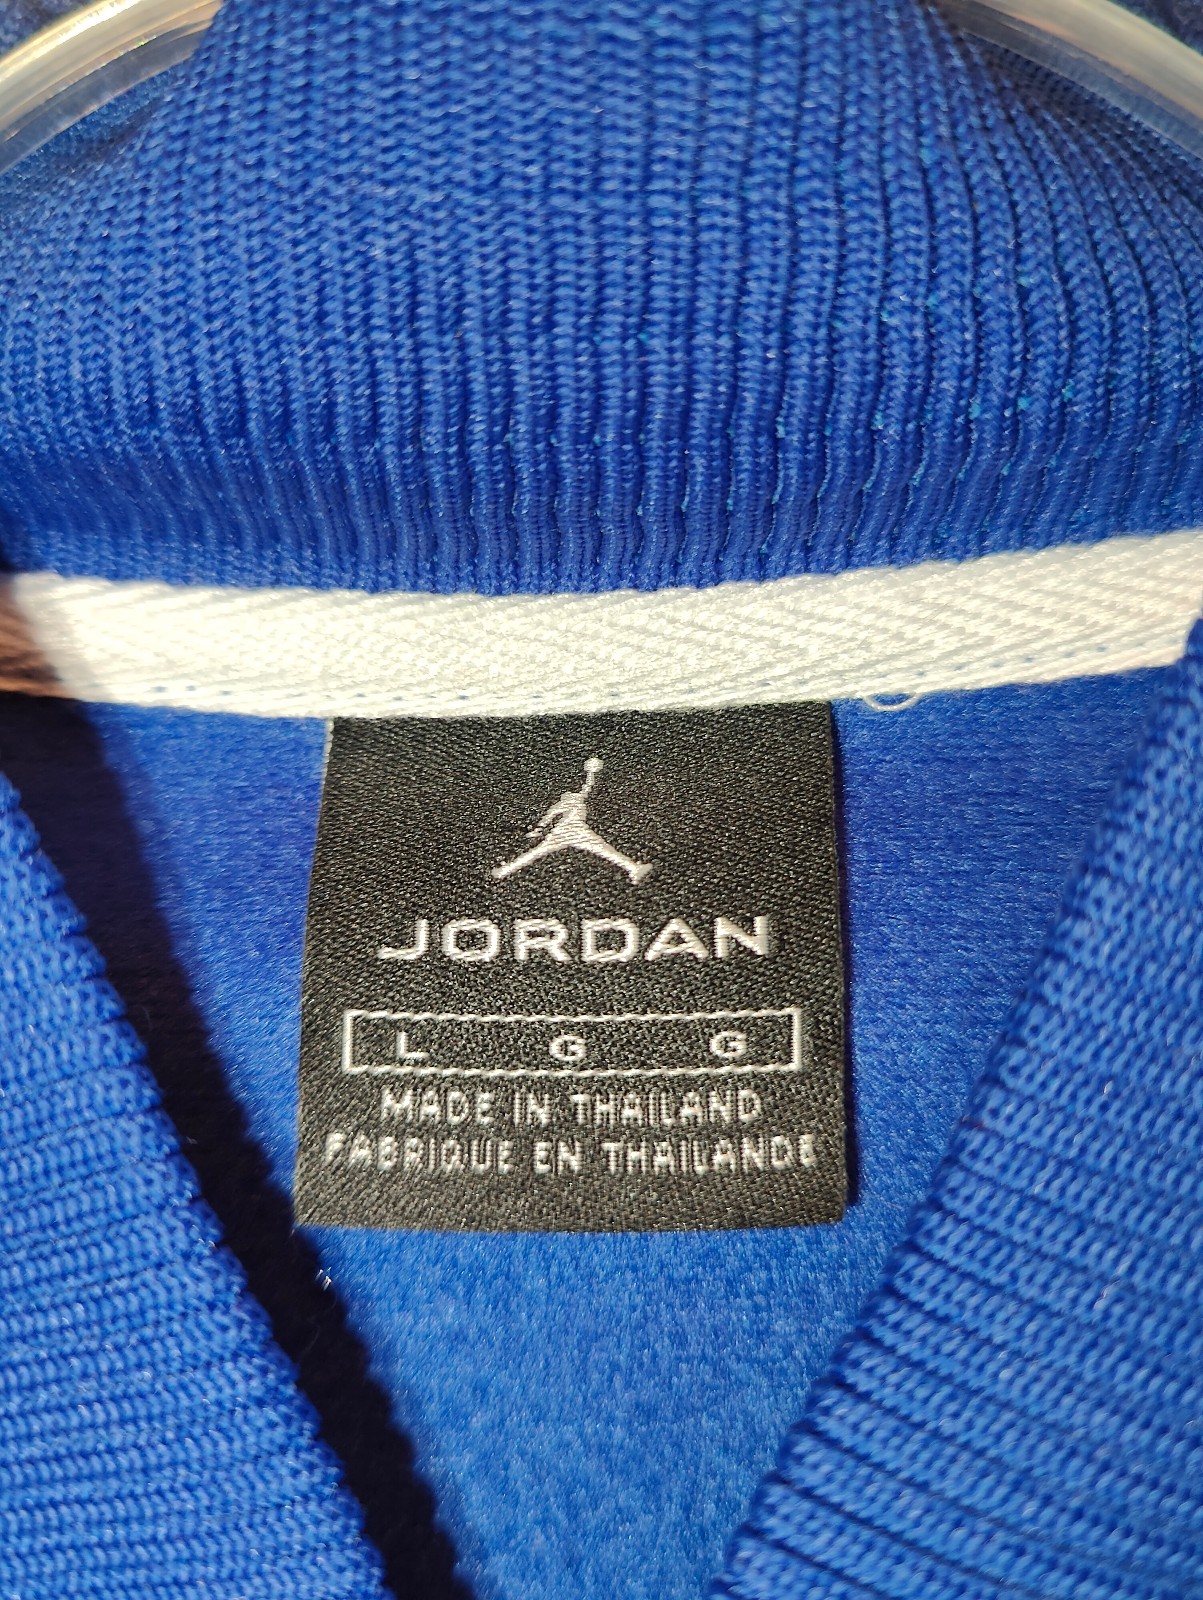 JORDAN
L G G
MADE IN THAILAND
FABRIQUE EN THAILANDE